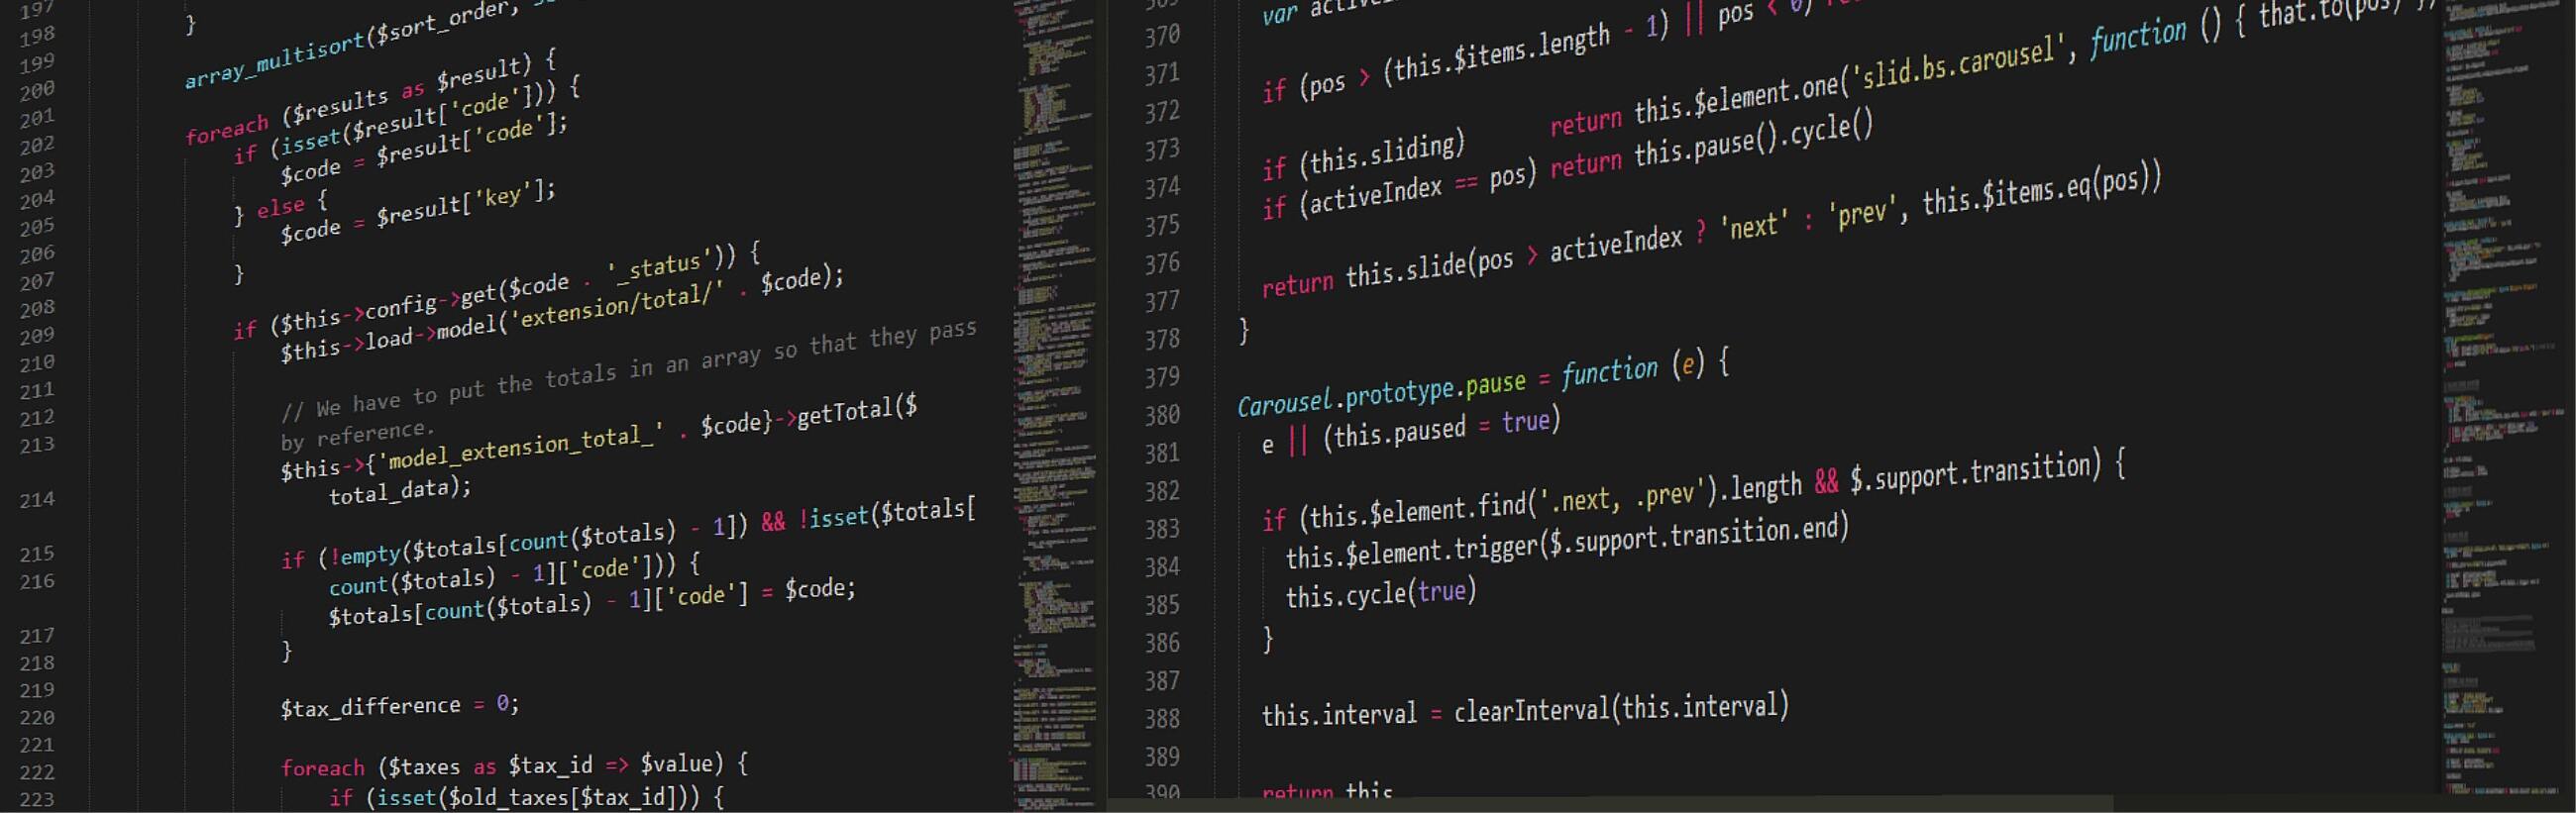 197
198
199 }
200
201 array_multisort($sort_order,
202
203 foreach ($results as $result) {
204 if (isset($result['code'])) {
205 $code = $result['code'];
206 } else {
207 $code = $result['key'];
208 }
209
210 if ($this->config->get($code . '_status')) {
211 $this->load->model('extension/total/' . $code);
212
213 // We have to put the totals in an array so that they pass
by reference.
214 $this->{'model_extension_total_' . $code}->getTotal($
total_data);
215
216 if (!empty($totals[count($totals) - 1]) && !isset($totals[
count($totals) - 1]['code'])) {
217 $totals[count($totals) - 1]['code'] = $code;
218 }
219
220 $tax_difference = 0;
221
222 foreach ($taxes as $tax_id => $value) {
223 if (isset($old_taxes[$tax_id])) {
370 var
371
372 if (pos > (this.$items.length - 1) || pos < 0)
373
374 if (this.sliding) return this.$element.one('slid.bs.carousel', function () { that.to(pos)
375 if (activeIndex == pos) return this.pause().cycle()
376
377 return this.slide(pos > activeIndex ? 'next' : 'prev', this.$items.eq(pos))
378 }
379
380 Carousel.prototype.pause = function (e) {
381 e || (this.paused = true)
382
383 if (this.$element.find('.next, .prev').length && $.support.transition) {
384 this.$element.trigger($.support.transition.end)
385 this.cycle(true)
386 }
387
388 this.interval = clearInterval(this.interval)
389
390 return this